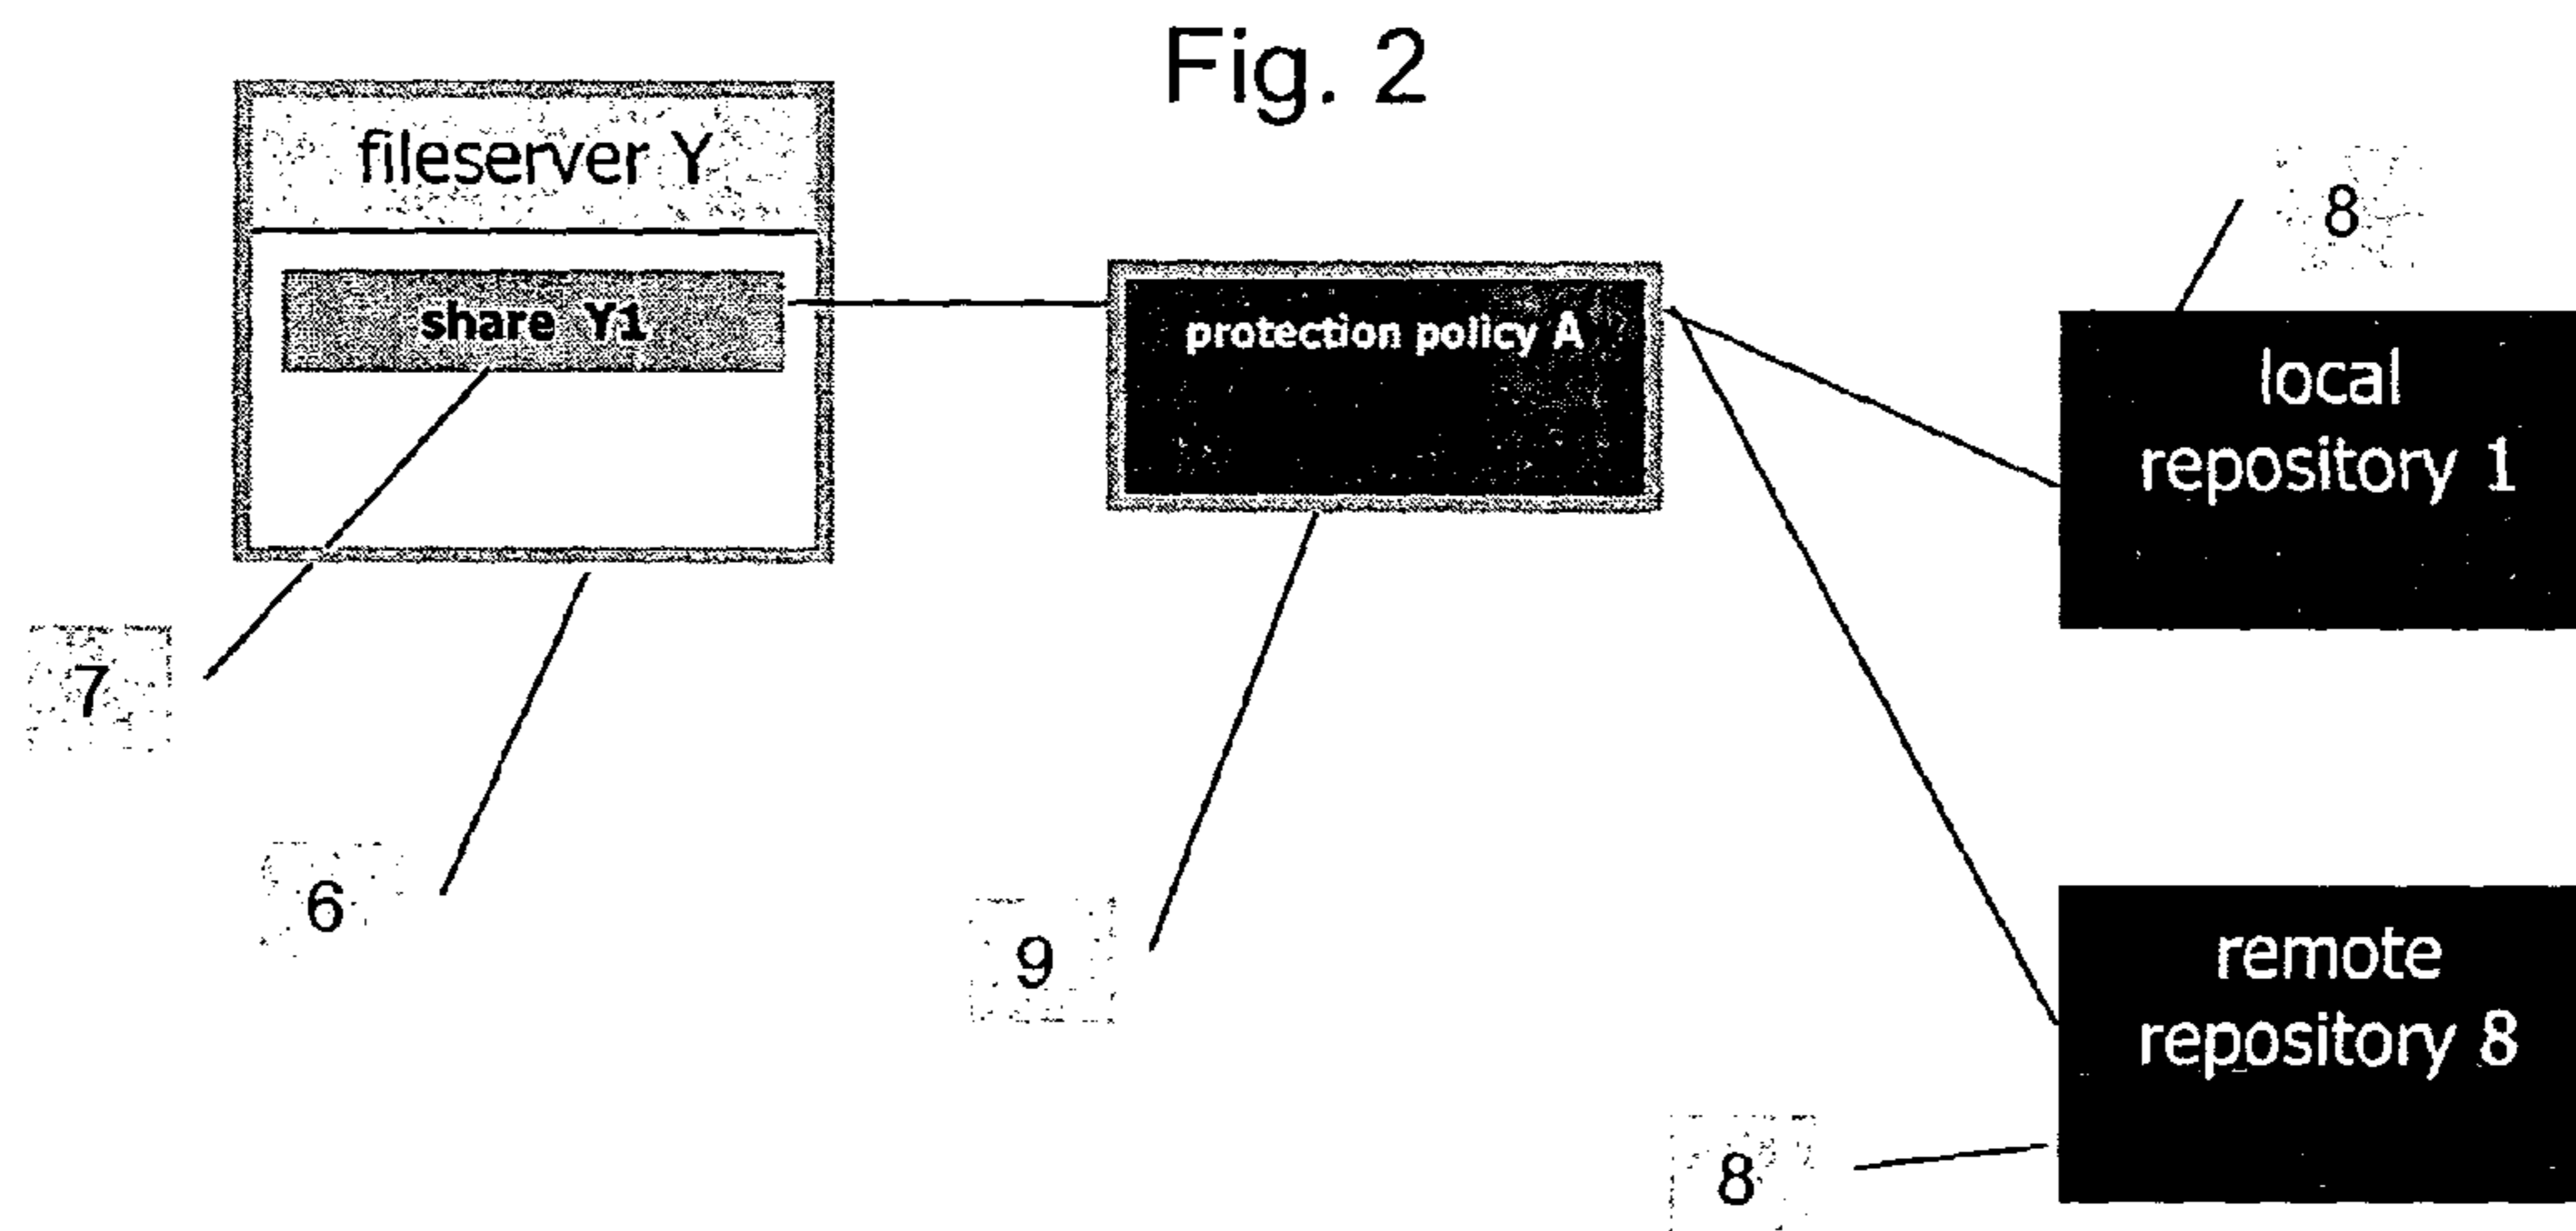 Fig. 2
fileserver Y
share Y1
protection policy A
8
local
repository 1
7
6
9
remote
repository 8
8